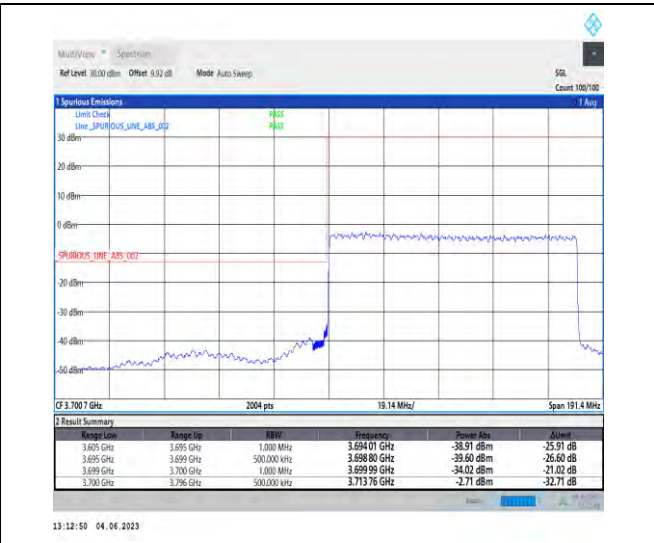 MultiView Spectrum
Ref Level 30.00 dBm Offset 9.92 dB Mode Auto Sweep SGL
Count 100/100
1 Spurious Emissions 1 Avg
Limit Check PASS
Line _SPURIOUS_LINE_ABS_002 PASS
30 dBm
20 dBm
10 dBm
0 dBm
_SPURIOUS_LINE_ABS_002
-20 dBm
-30 dBm
-40 dBm
-50 dBm
CF 3.7007 GHz 2004 pts 19.14 MHz/ Span 191.4 MHz
2 Result Summary
Range Low Range Up RBW Frequency Power Abs ΔLimit
3.605 GHz 3.695 GHz 1.000 MHz 3.694 01 GHz -38.91 dBm -25.91 dB
3.695 GHz 3.699 GHz 500.000 kHz 3.698 80 GHz -39.60 dBm -26.60 dB
3.699 GHz 3.700 GHz 1.000 MHz 3.699 99 GHz -34.02 dBm -21.02 dB
3.700 GHz 3.796 GHz 500.000 kHz 3.713 76 GHz -2.71 dBm -32.71 dB
13:12:50 04.06.2023